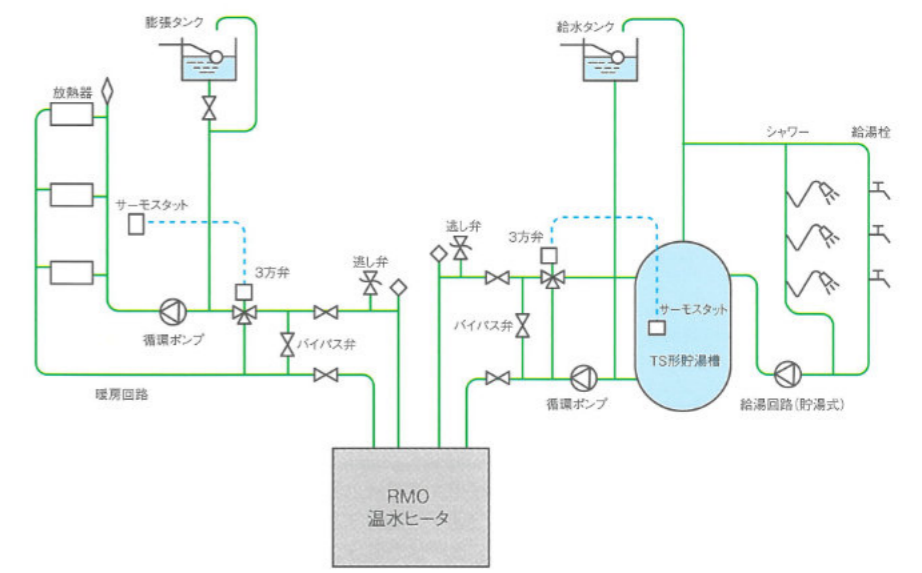 膨張タンク
給水タンク
放熱器
シャワー
給湯栓
サーモスタット
逃し弁
3方弁
逃し弁
3方弁
サーモスタット
バイパス弁
循環ポンプ
バイパス弁
TS形貯湯槽
暖房回路
循環ポンプ
給湯回路(貯湯式)
RMO
温水ヒータ